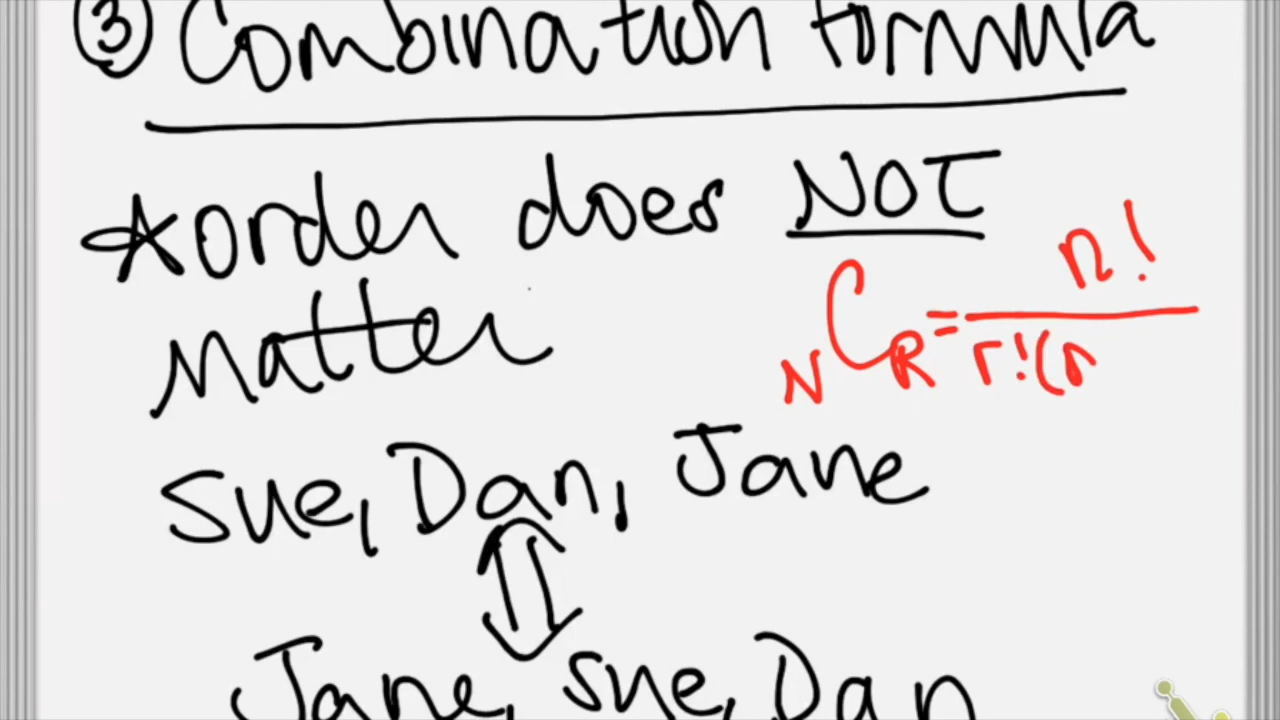 ③ Combination formula
*order does NOT
matter
nCR = n! / r!(n
Sue, Dan, Jane
Jane, Sue, Dan